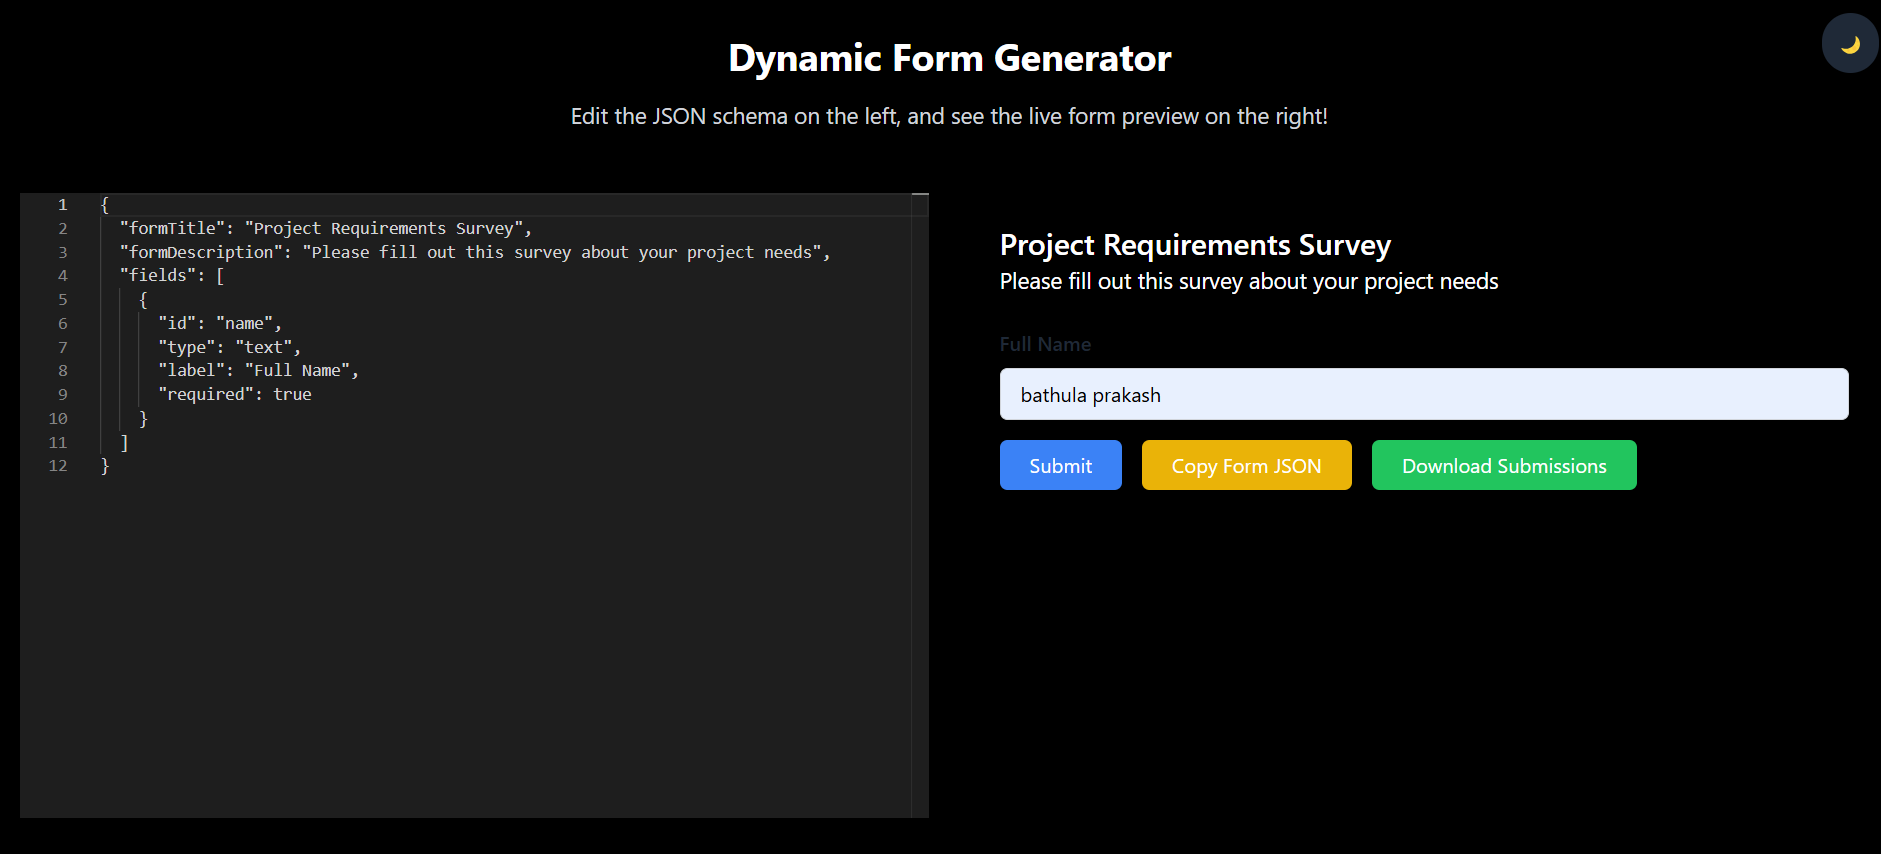 Dynamic Form Generator
Edit the JSON schema on the left, and see the live form preview on the right!
1 {
2 "formTitle": "Project Requirements Survey",
3 "formDescription": "Please fill out this survey about your project needs",
4 "fields": [
5 {
6 "id": "name",
7 "type": "text",
8 "label": "Full Name",
9 "required": true
10 }
11 ]
12 }
Project Requirements Survey
Please fill out this survey about your project needs
Full Name
bathula prakash
Submit Copy Form JSON Download Submissions